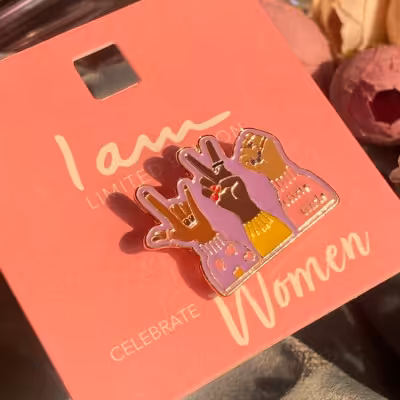 I am
LIMITED EDITION
CELEBRATE
Women